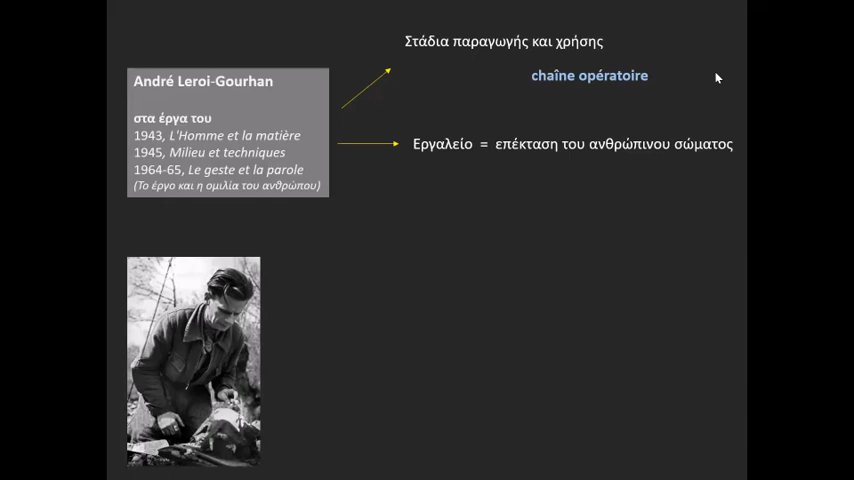 Στάδια παραγωγής και χρήσης
chaîne opératoire
André Leroi-Gourhan
στα έργα του
1943, L'Homme et la matière
1945, Milieu et techniques
1964-65, Le geste et la parole
(Το έργο και η ομιλία του ανθρώπου)
Εργαλείο = επέκταση του ανθρώπινου σώματος